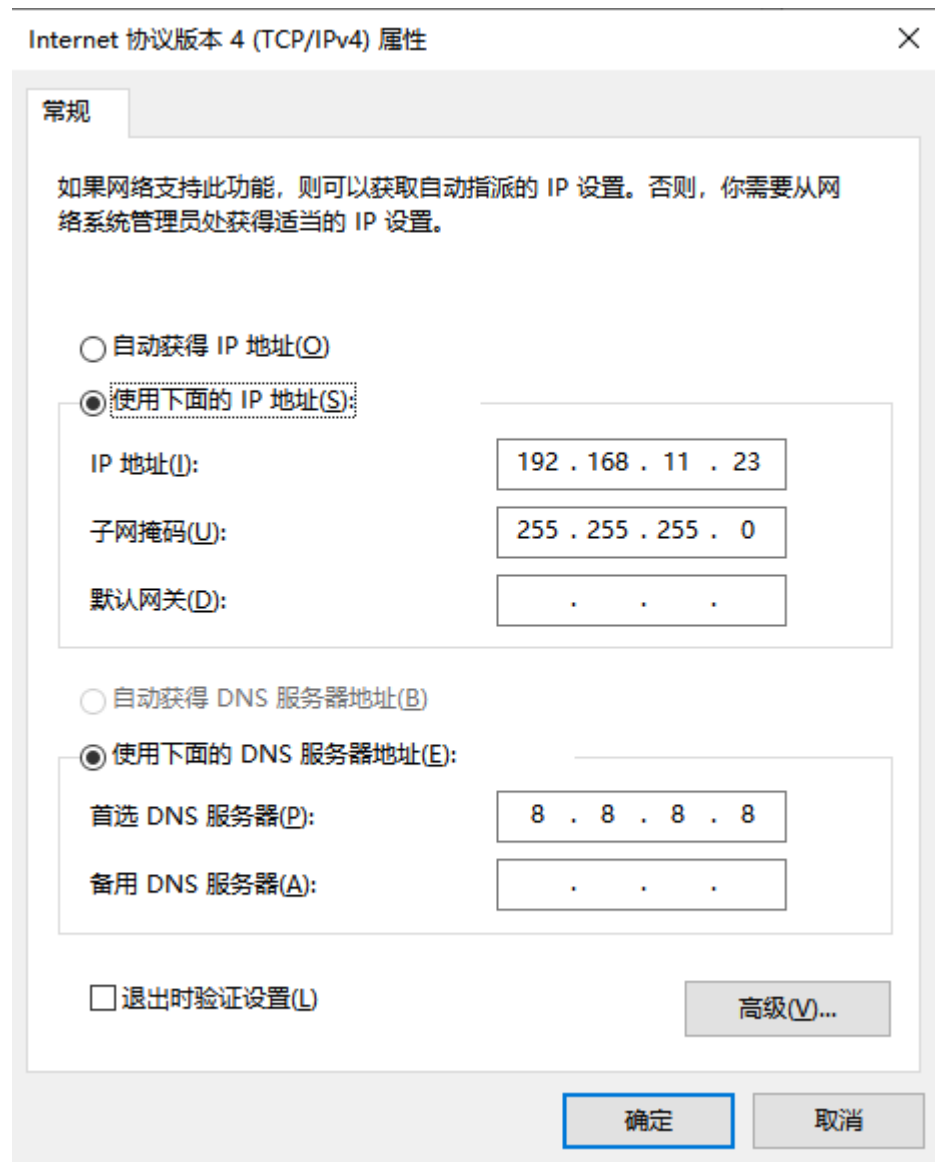 Internet 协议版本 4 (TCP/IPv4) 属性
常规
如果网络支持此功能，则可以获取自动指派的 IP 设置。否则，你需要从网
络系统管理员处获得适当的 IP 设置。
自动获得 IP 地址(O)
使用下面的 IP 地址(S):
IP 地址(I): 192 . 168 . 11 . 23
子网掩码(U): 255 . 255 . 255 . 0
默认网关(D): . . .
自动获得 DNS 服务器地址(B)
使用下面的 DNS 服务器地址(E):
首选 DNS 服务器(P): 8 . 8 . 8 . 8
备用 DNS 服务器(A): . . .
退出时验证设置(L)
高级(V)...
确定 取消